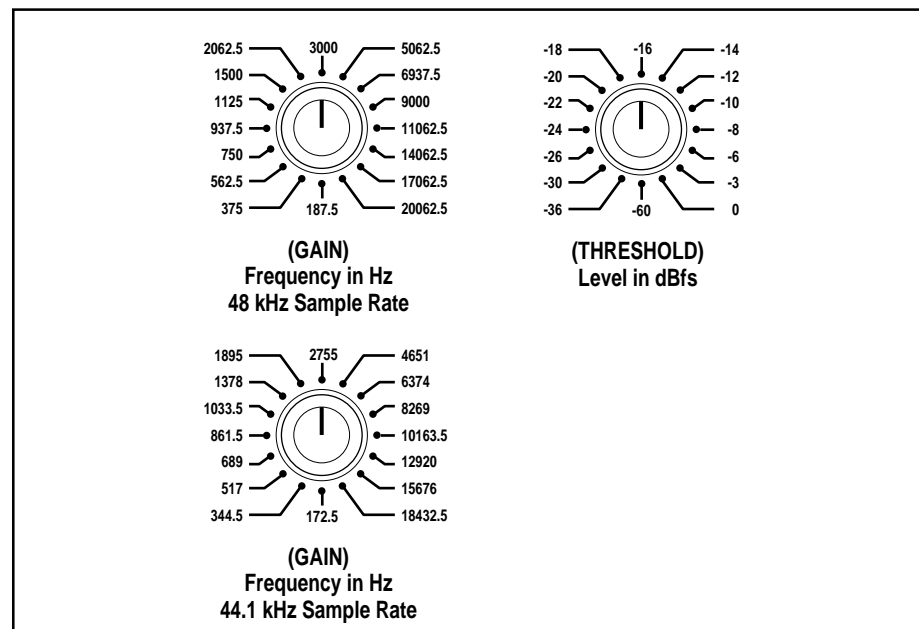 2062.5 3000 5062.5
1500 6937.5
1125 9000
937.5 11062.5
750 14062.5
562.5 17062.5
375 187.5 20062.5
(GAIN)
Frequency in Hz
48 kHz Sample Rate
-18 -16 -14
-20 -12
-22 -10
-24 -8
-26 -6
-30 -3
-36 -60 0
(THRESHOLD)
Level in dBfs
1895 2755 4651
1378 6374
1033.5 8269
861.5 10163.5
689 12920
517 15676
344.5 172.5 18432.5
(GAIN)
Frequency in Hz
44.1 kHz Sample Rate